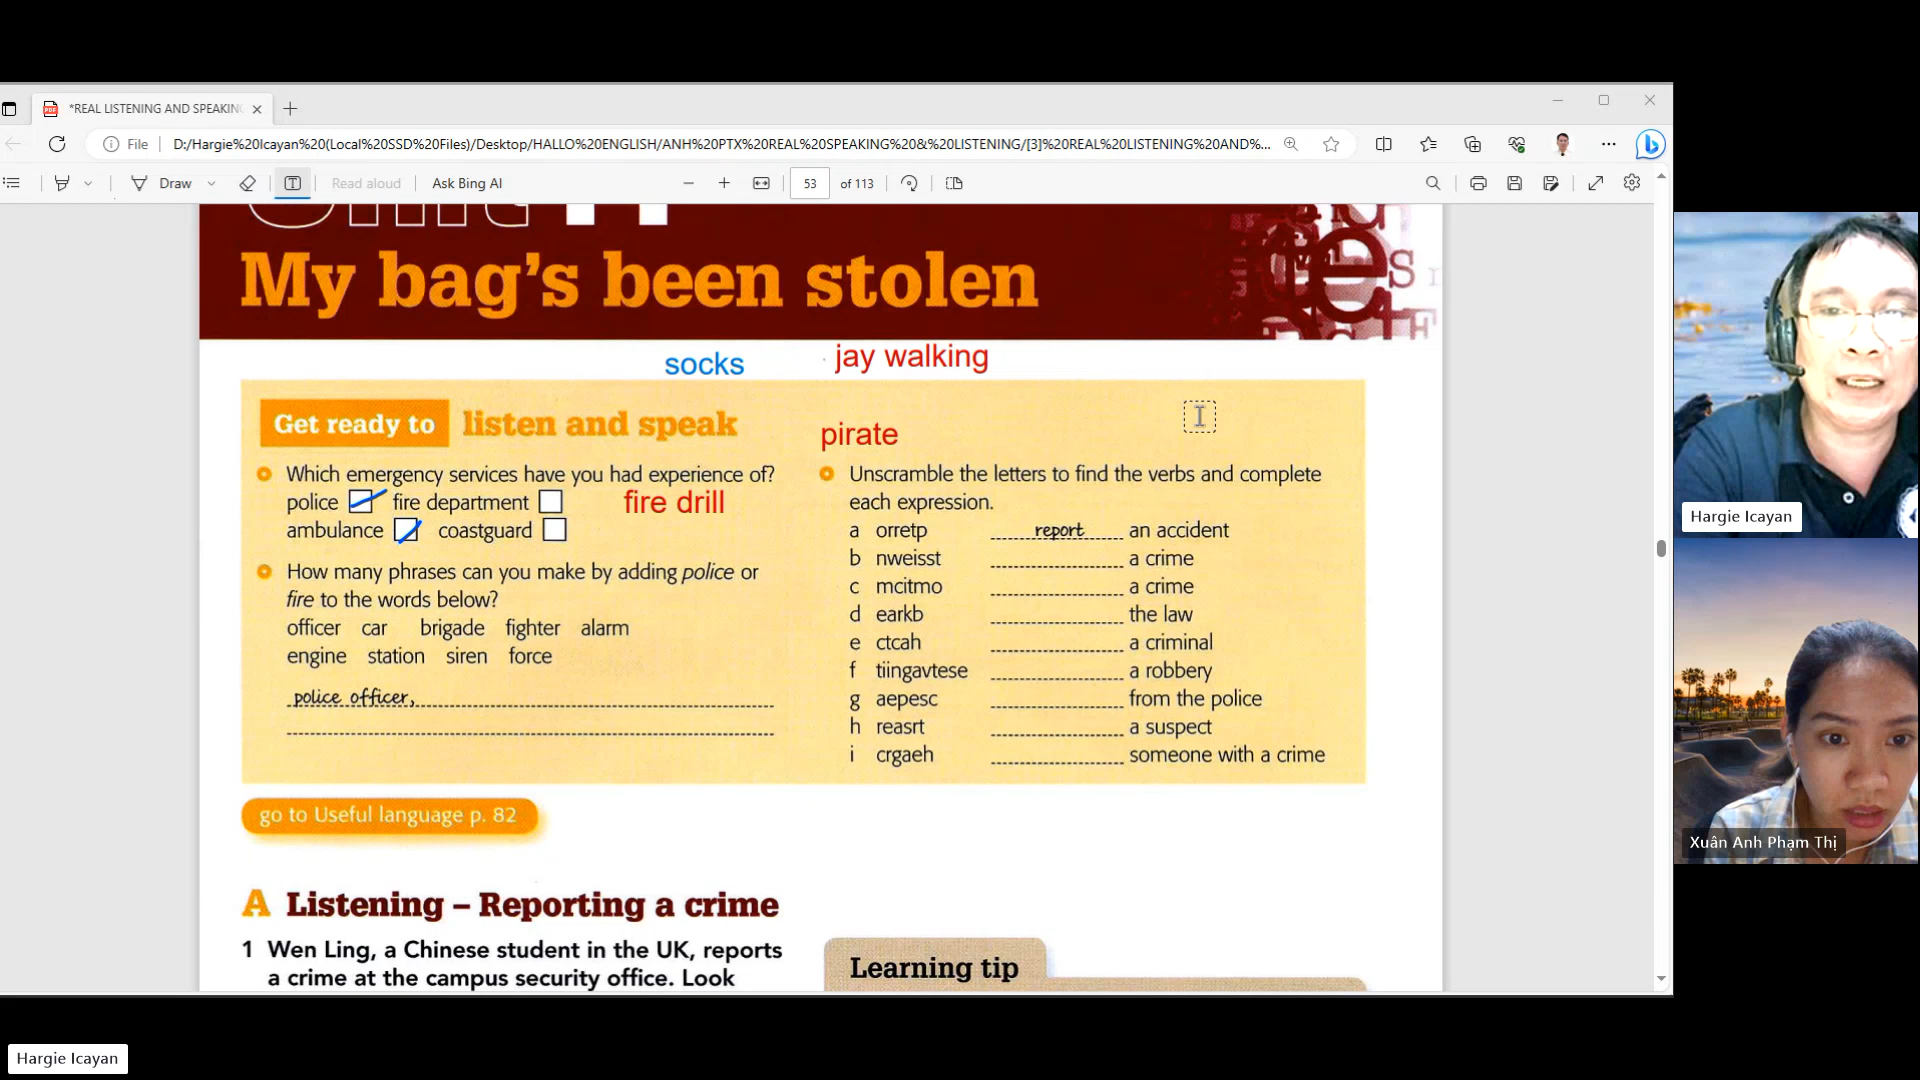 *REAL LISTENING AND SPEAKIN
File
D:/Hargie%20Icayan%20(Local%20SSD%20Files)/Desktop/HALLO%20ENGLISH/ANH%20PTX%20REAL%20SPEAKING%20&%20LISTENING/[3]%20REAL%20LISTENING%20AND%...
Draw
Read aloud
Ask Bing AI
53 of 113
My bag's been stolen
socks
jay walking
Get ready to listen and speak
Which emergency services have you had experience of?
police fire department
fire drill
ambulance coastguard
How many phrases can you make by adding police or
fire to the words below?
officer car brigade fighter alarm
engine station siren force
police officer,
pirate
Unscramble the letters to find the verbs and complete
each expression.
a orretp report an accident
b nweisst a crime
c mcitmo a crime
d earkb the law
e ctcah a criminal
f tiingavtese a robbery
g aepesc from the police
h reasrt a suspect
i crgaeh someone with a crime
go to Useful language p. 82
A Listening – Reporting a crime
1 Wen Ling, a Chinese student in the UK, reports
a crime at the campus security office. Look
Learning tip
Hargie Icayan
Xuân Anh Phạm Thị
Hargie Icayan